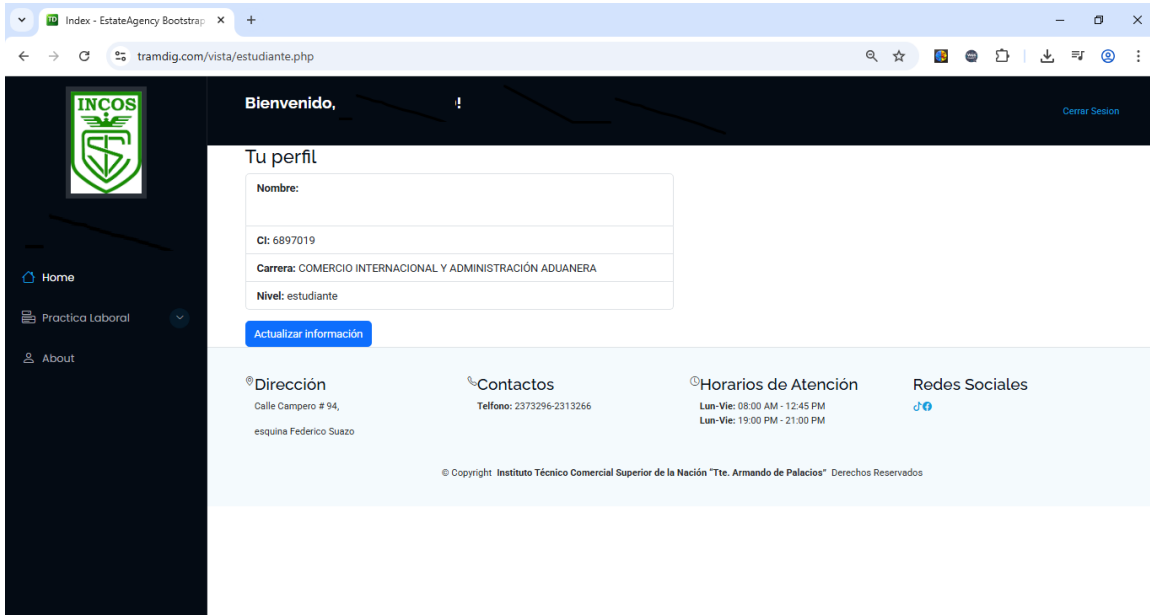 Index - EstateAgency Bootstrap
tramdig.com/vista/estudiante.php
INCOS
Bienvenido, !
Cerrar Sesion
Home
Practica Laboral
About
Tu perfil
Nombre:
CI: 6897019
Carrera: COMERCIO INTERNACIONAL Y ADMINISTRACIÓN ADUANERA
Nivel: estudiante
Actualizar información
Dirección
Calle Campero # 94,
esquina Federico Suazo
Contactos
Telfono: 2373296-2313266
Horarios de Atención
Lun-Vie: 08:00 AM - 12:45 PM
Lun-Vie: 19:00 PM - 21:00 PM
Redes Sociales
© Copyright Instituto Técnico Comercial Superior de la Nación "Tte. Armando de Palacios" Derechos Reservados